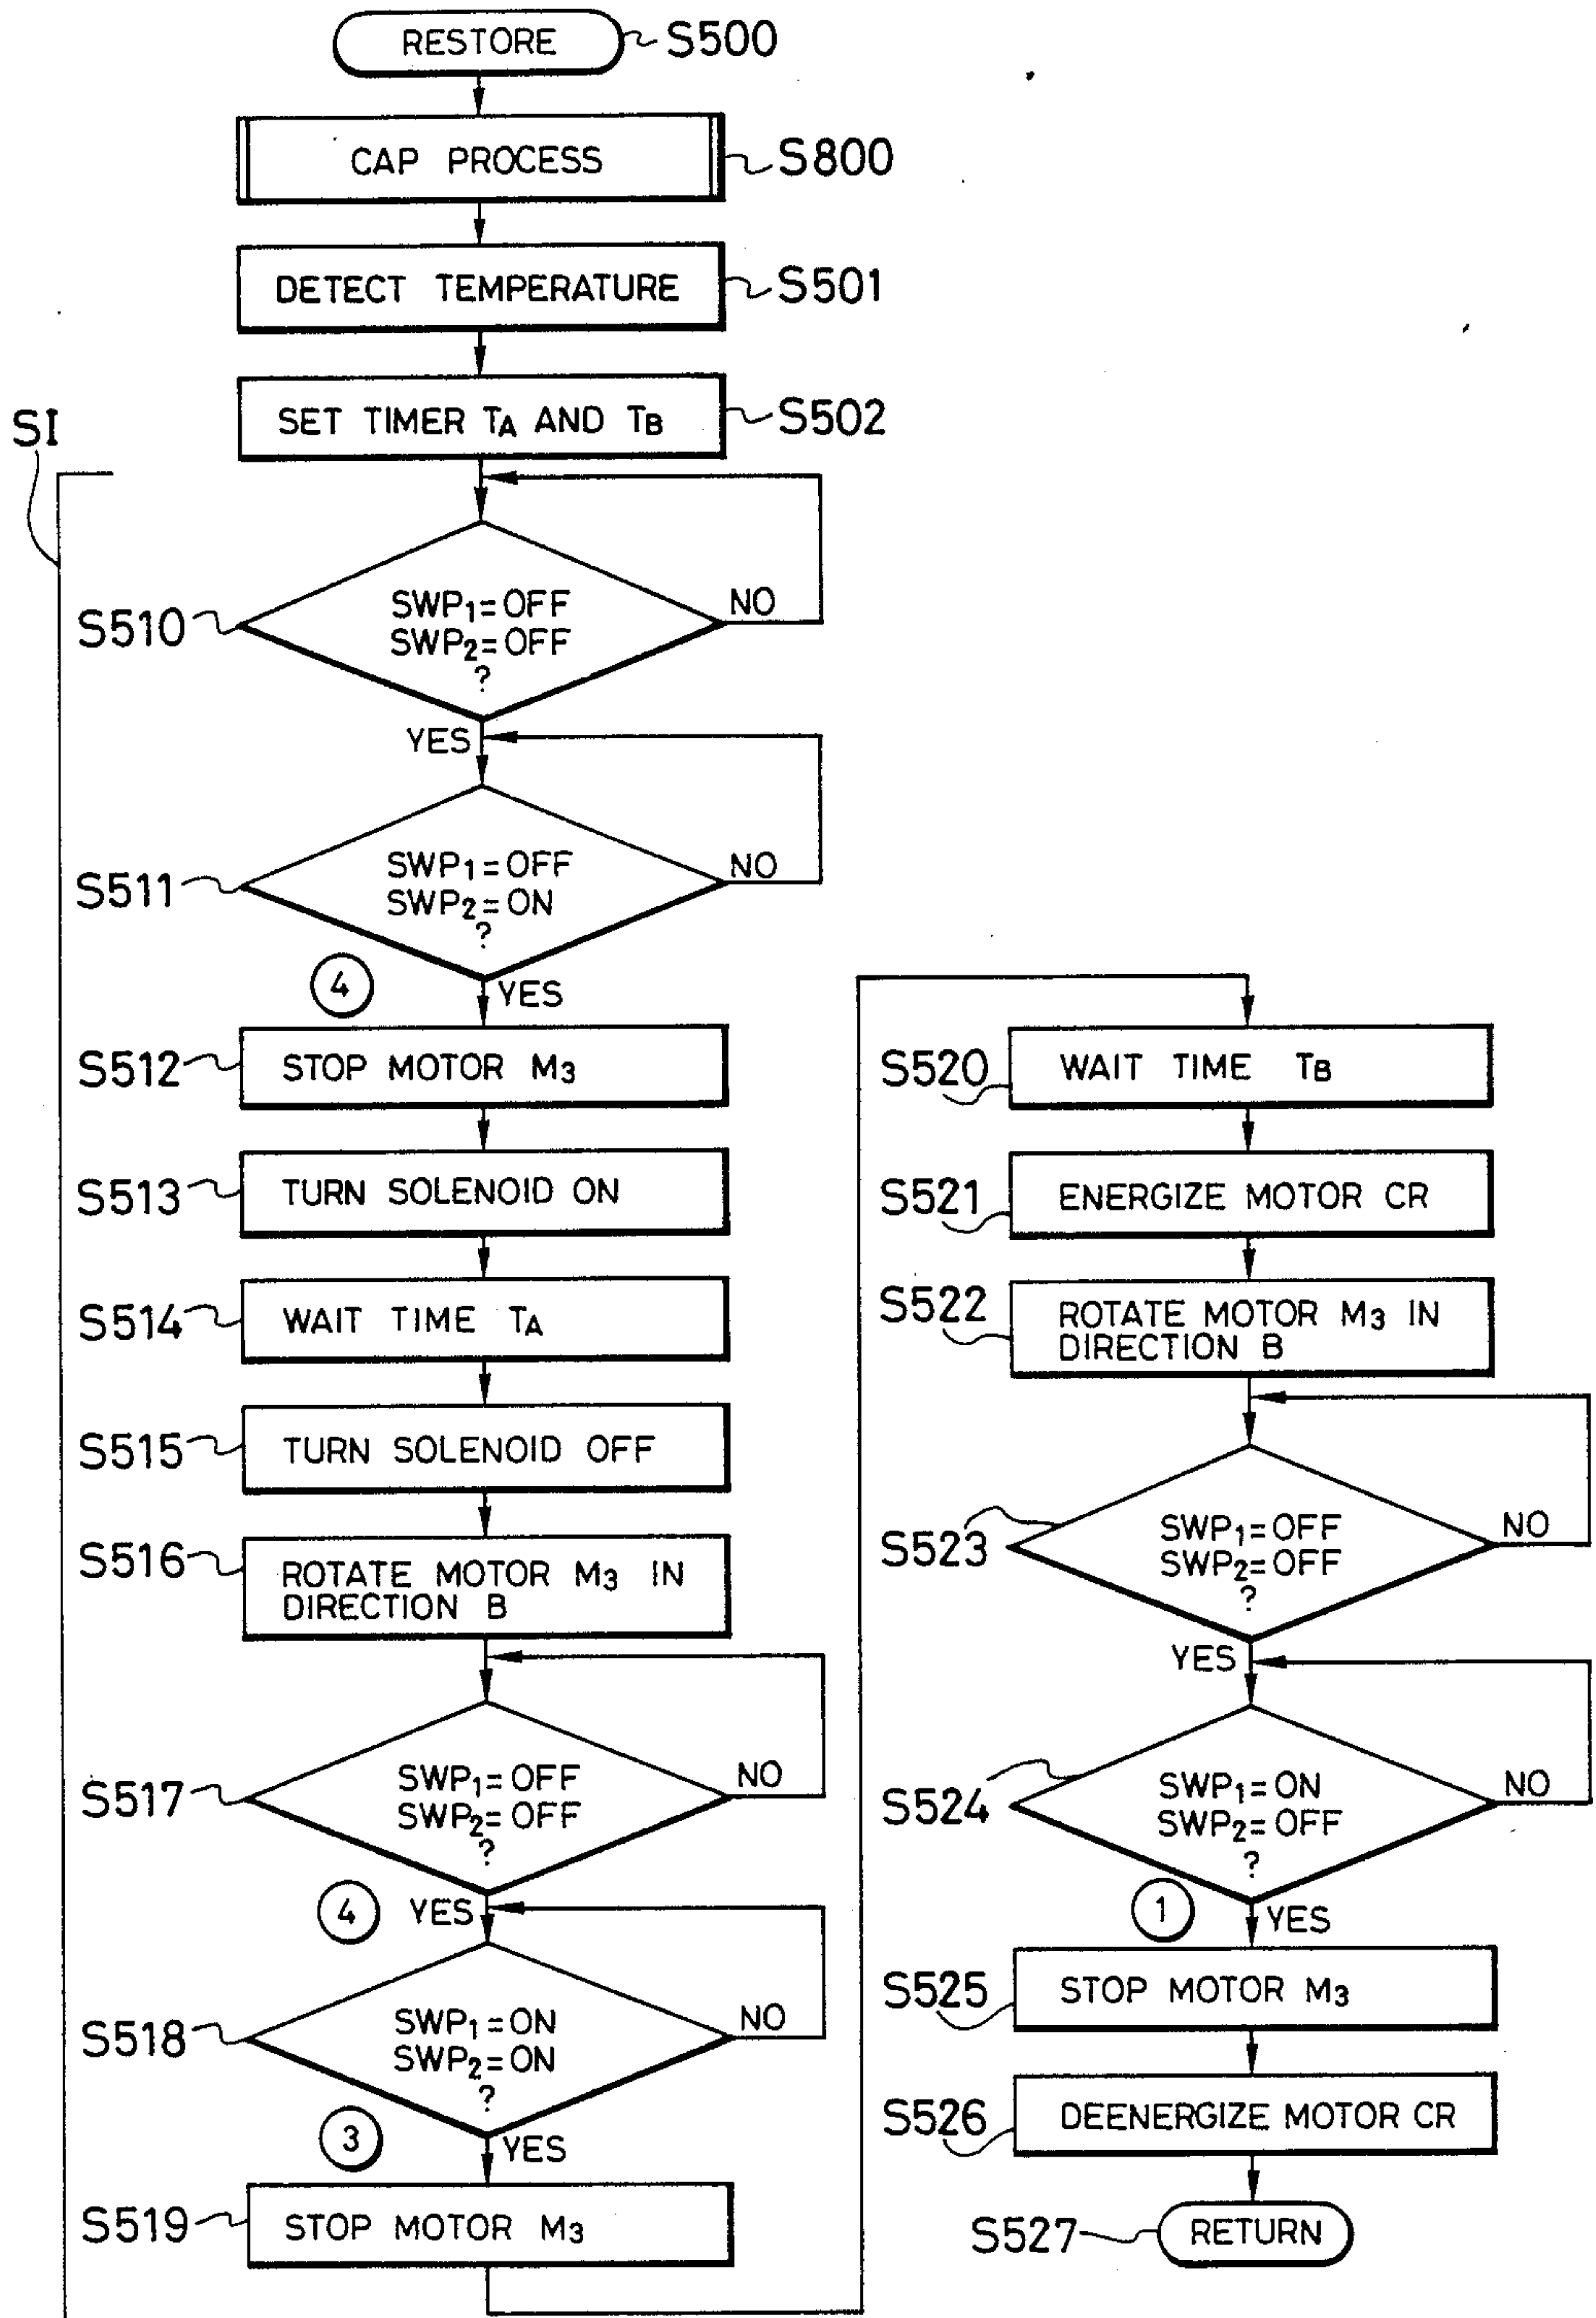 RESTORE
S500
CAP PROCESS
S800
DETECT TEMPERATURE
S501
SET TIMER TA AND TB
S502
SI
S510
SWP1=OFF
SWP2=OFF
?
NO
YES
S511
SWP1=OFF
SWP2=ON
?
NO
4
YES
S512
STOP MOTOR M3
S513
TURN SOLENOID ON
S514
WAIT TIME TA
S515
TURN SOLENOID OFF
S516
ROTATE MOTOR M3 IN
DIRECTION B
S517
SWP1=OFF
SWP2=OFF
?
NO
4
YES
S518
SWP1=ON
SWP2=ON
?
NO
3
YES
S519
STOP MOTOR M3
S520
WAIT TIME TB
S521
ENERGIZE MOTOR CR
S522
ROTATE MOTOR M3 IN
DIRECTION B
S523
SWP1=OFF
SWP2=OFF
?
NO
YES
S524
SWP1=ON
SWP2=OFF
?
NO
1
YES
S525
STOP MOTOR M3
S526
DEENERGIZE MOTOR CR
S527
RETURN